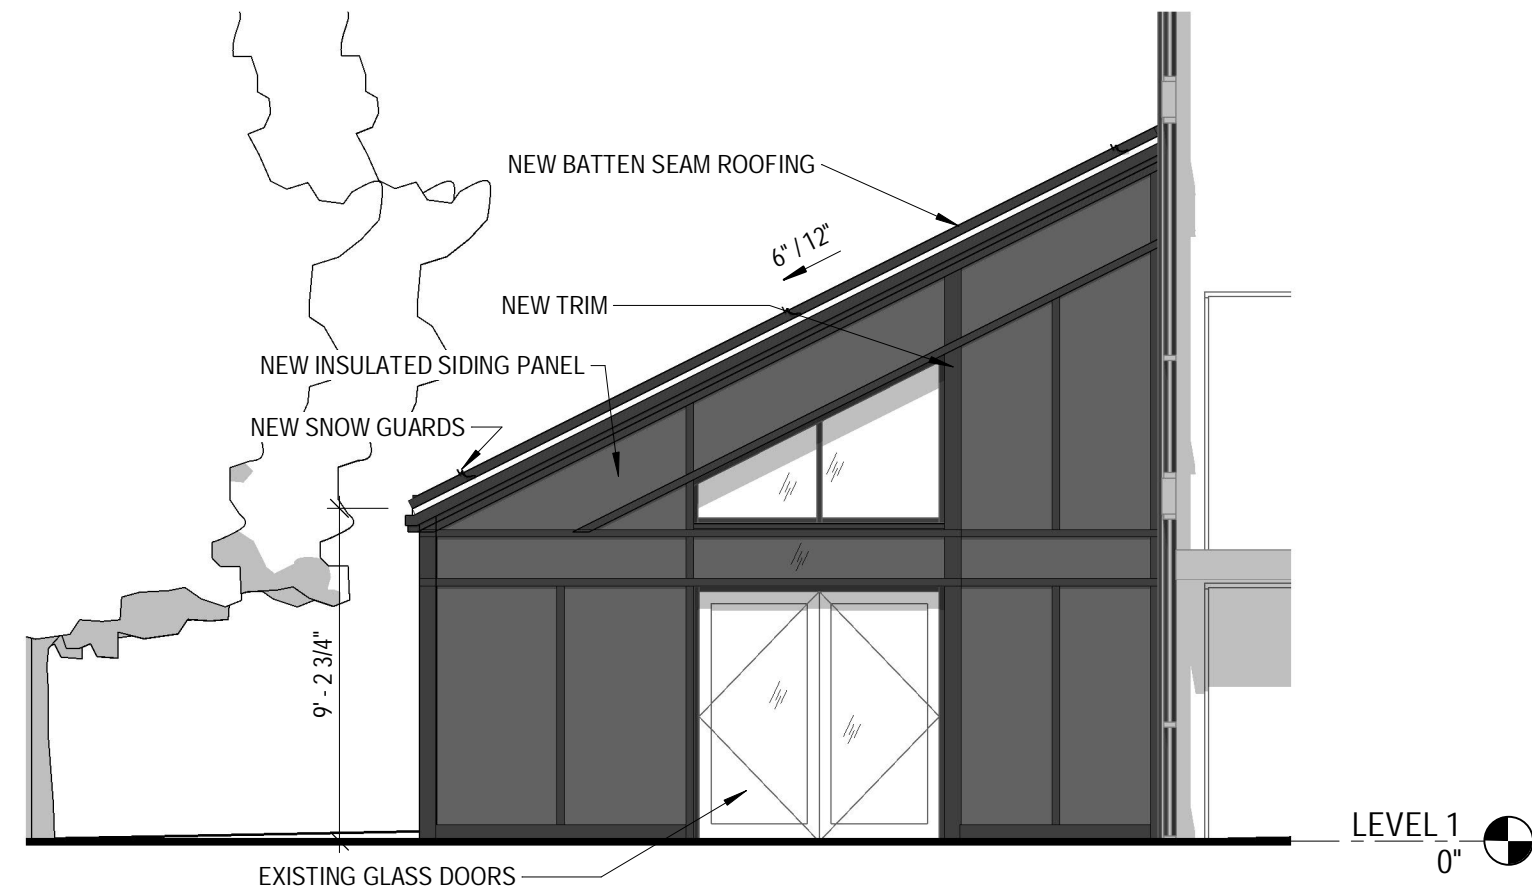 NEW BATTEN SEAM ROOFING
6" / 12"
NEW TRIM
NEW INSULATED SIDING PANEL
NEW SNOW GUARDS
9' - 2 3/4"
LEVEL 1
0"
EXISTING GLASS DOORS